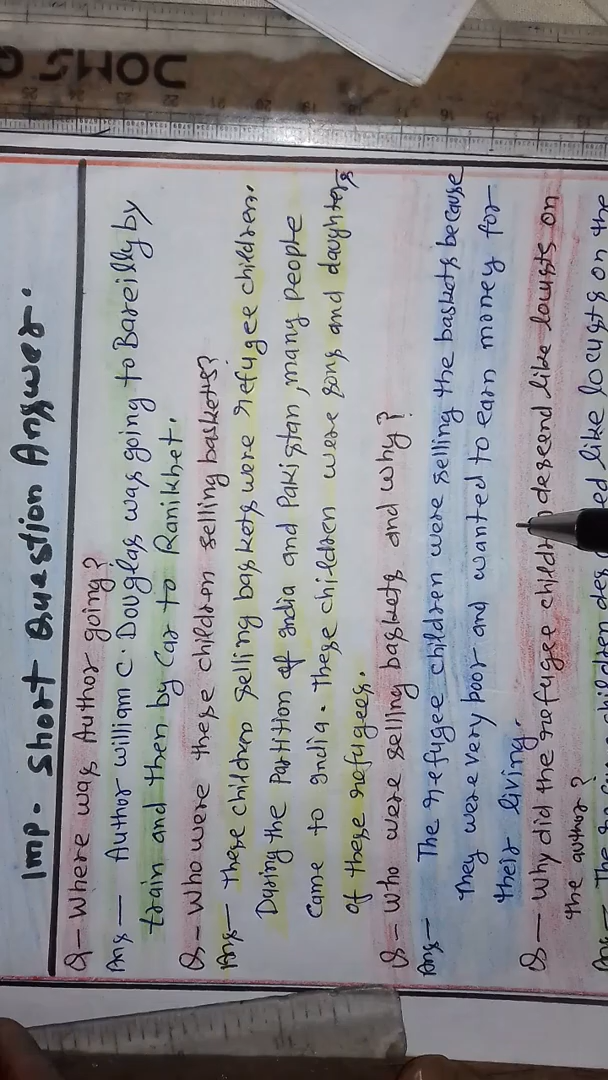 DOMS
Imp. Short Question Answer.
Q- Where was Author going?
Ans- Author william C. Douglas was going to Bareilly by
train and then by Car to Ranikhet.
Q- Who were these children selling baskets?
Ans- These children selling baskets were refugee children.
During the Partition of India and Pakistan, many people
Came to India. These children were sons and daughters
of these refugees.
Q- Who were selling baskets and why?
Ans- The refugee children were selling the baskets because
They were very poor and wanted to earn money for
their living.
Q- Why did the refugee children descend like locusts on
the author?
like locusts on the